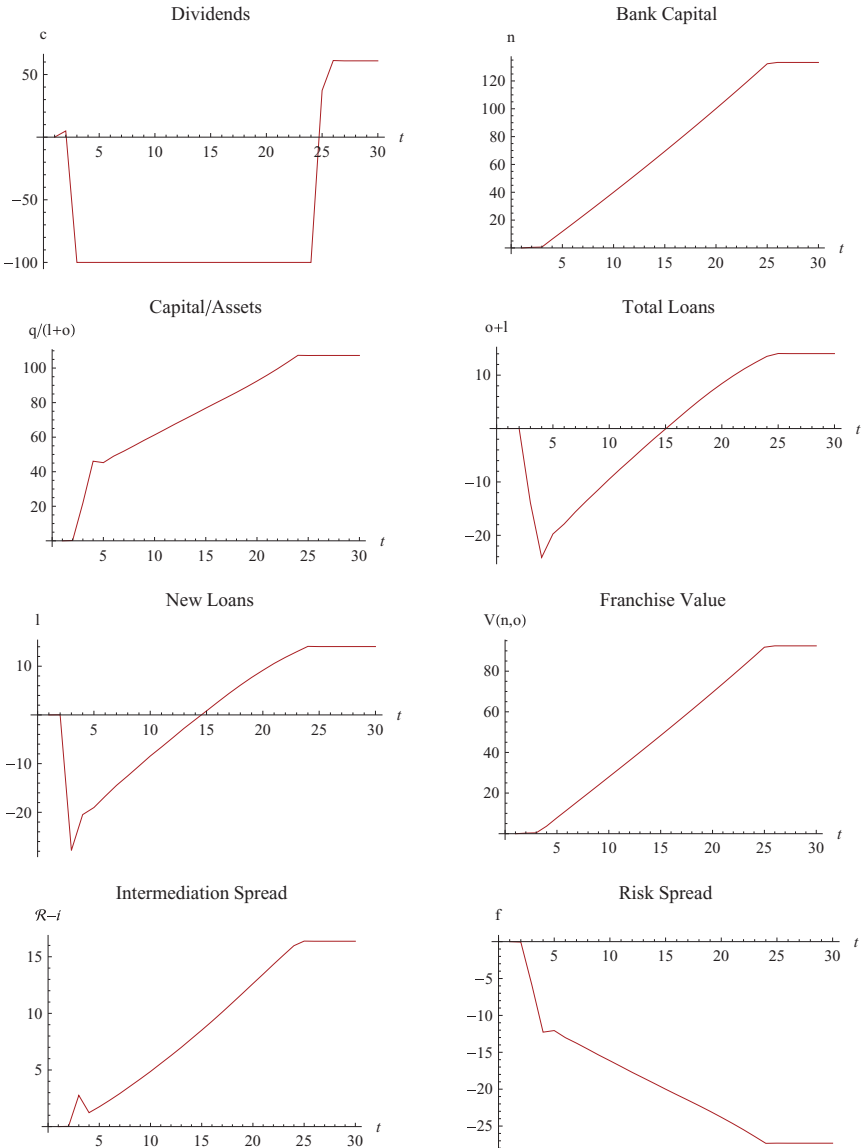 Dividends
c
50
5 10 15 20 25 30 t
−50
−100
Bank Capital
n
120
100
80
60
40
20
5 10 15 20 25 30 t
Capital/Assets
q/(l+o)
100
80
60
40
20
5 10 15 20 25 30 t
Total Loans
o+l
10
5 10 15 20 25 30 t
−10
−20
New Loans
l
10
5 10 15 20 25 30 t
−10
−20
Franchise Value
V(n,o)
80
60
40
20
5 10 15 20 25 30 t
Intermediation Spread
ℛ−i
15
10
5
5 10 15 20 25 30 t
Risk Spread
f
5 10 15 20 25 30 t
−5
−10
−15
−20
−25